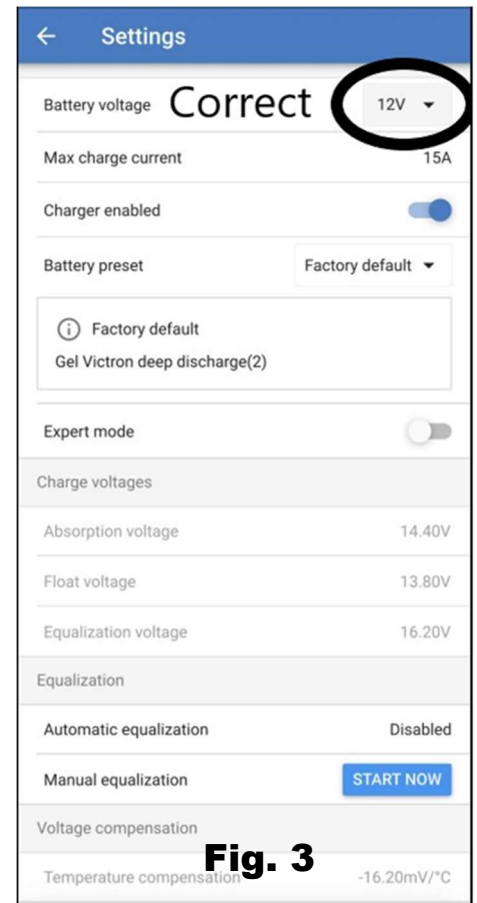 Settings
Battery voltage Correct 12V
Max charge current 15A
Charger enabled
Battery preset Factory default
Factory default
Gel Victron deep discharge(2)
Expert mode
Charge voltages
Absorption voltage 14.40V
Float voltage 13.80V
Equalization voltage 16.20V
Equalization
Automatic equalization Disabled
Manual equalization START NOW
Voltage compensation
Fig. 3
Temperature compensation -16.20mV/°C